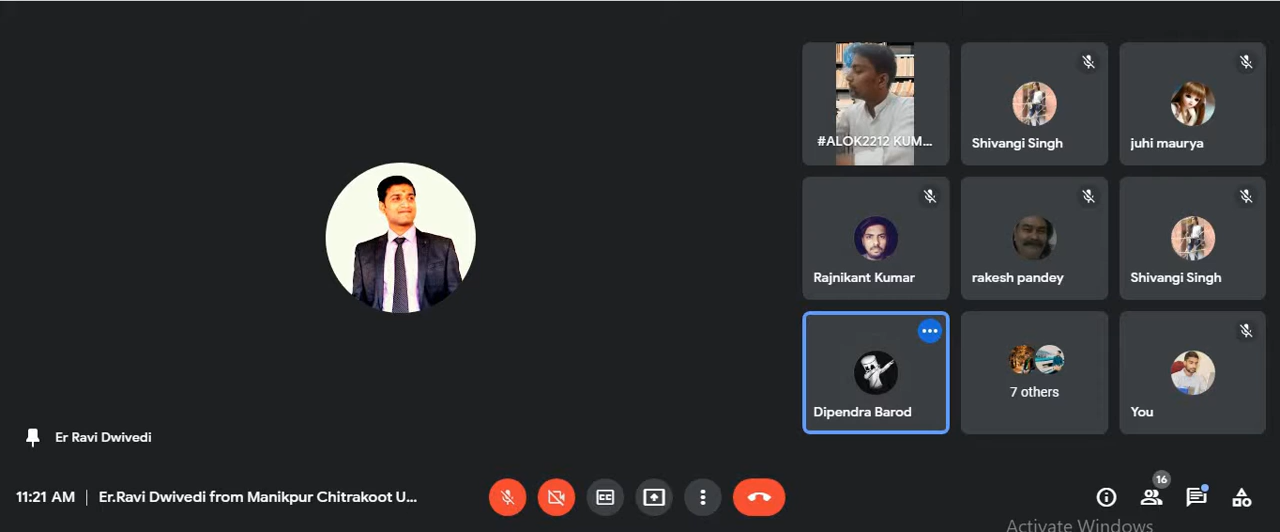 #ALOK2212 KUM...
Shivangi Singh
juhi maurya
Rajnikant Kumar
rakesh pandey
Shivangi Singh
Dipendra Barod
7 others
You
Er Ravi Dwivedi
11:21 AM | Er.Ravi Dwivedi from Manikpur Chitrakoot U...
CC
16
Activate Windows